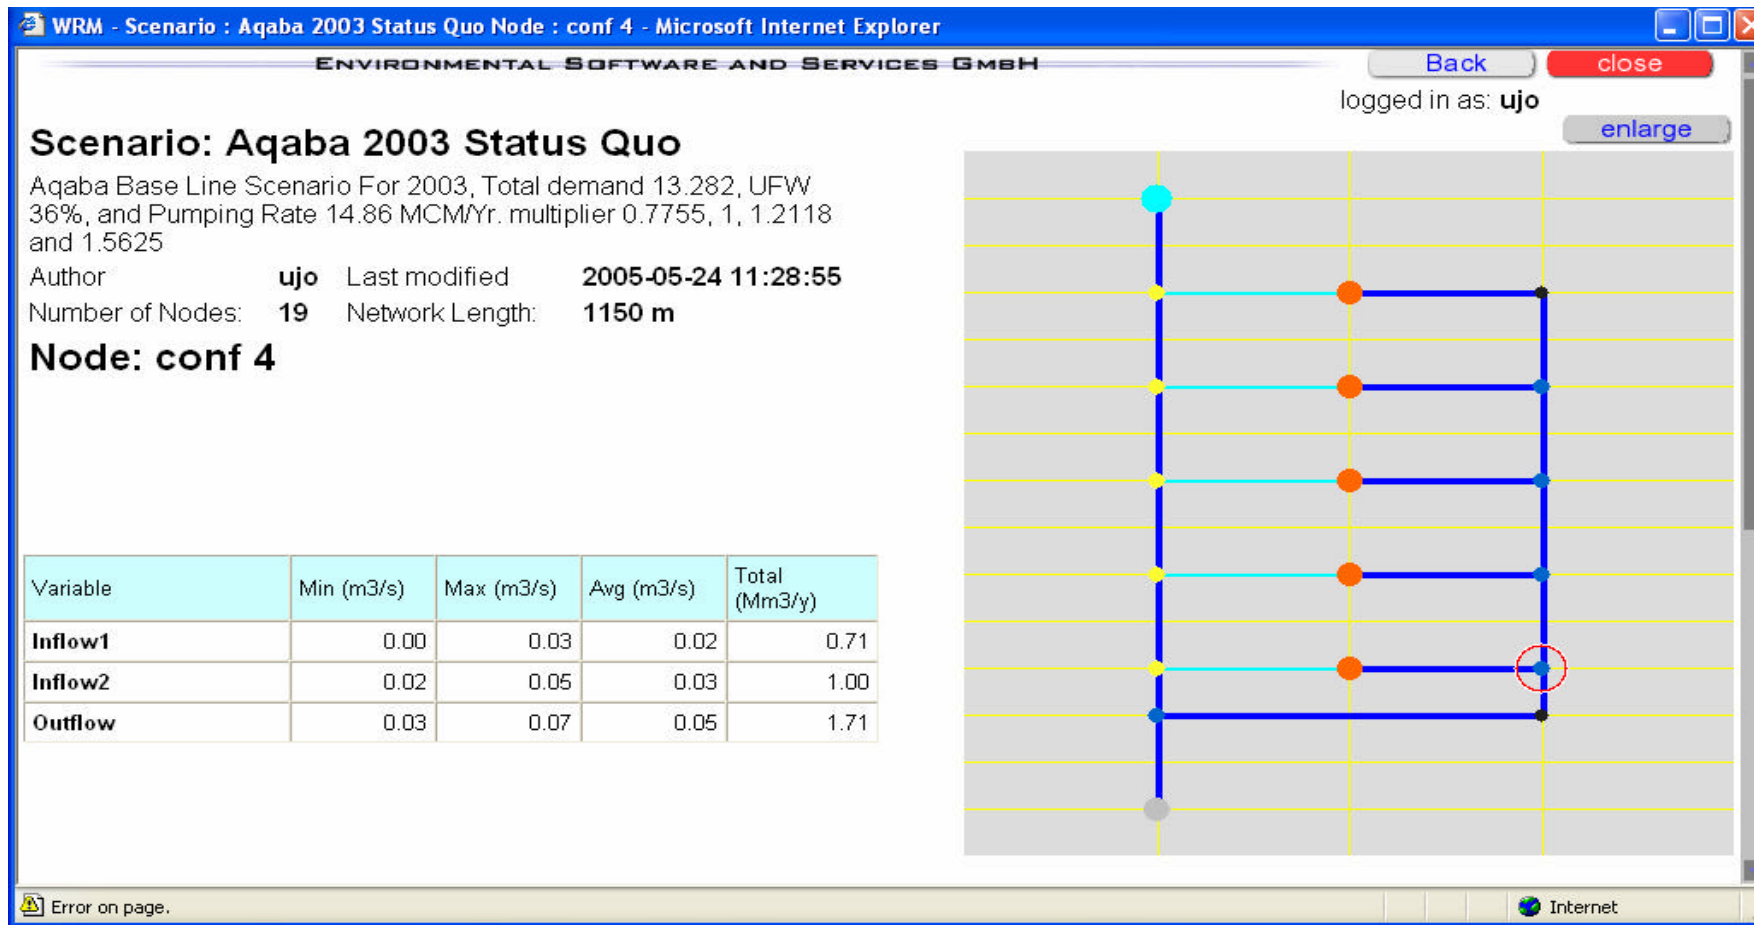 WRM - Scenario : Aqaba 2003 Status Quo Node : conf 4 - Microsoft Internet Explorer
ENVIRONMENTAL SOFTWARE AND SERVICES GMBH
Back close
logged in as: ujo
enlarge
Scenario: Aqaba 2003 Status Quo
Aqaba Base Line Scenario For 2003, Total demand 13.282, UFW
36%, and Pumping Rate 14.86 MCM/Yr. multiplier 0.7755, 1, 1.2118
and 1.5625
Author ujo Last modified 2005-05-24 11:28:55
Number of Nodes: 19 Network Length: 1150 m
Node: conf 4
Variable Min (m3/s) Max (m3/s) Avg (m3/s) Total (Mm3/y)
Inflow1 0.00 0.03 0.02 0.71
Inflow2 0.02 0.05 0.03 1.00
Outflow 0.03 0.07 0.05 1.71
Error on page. Internet